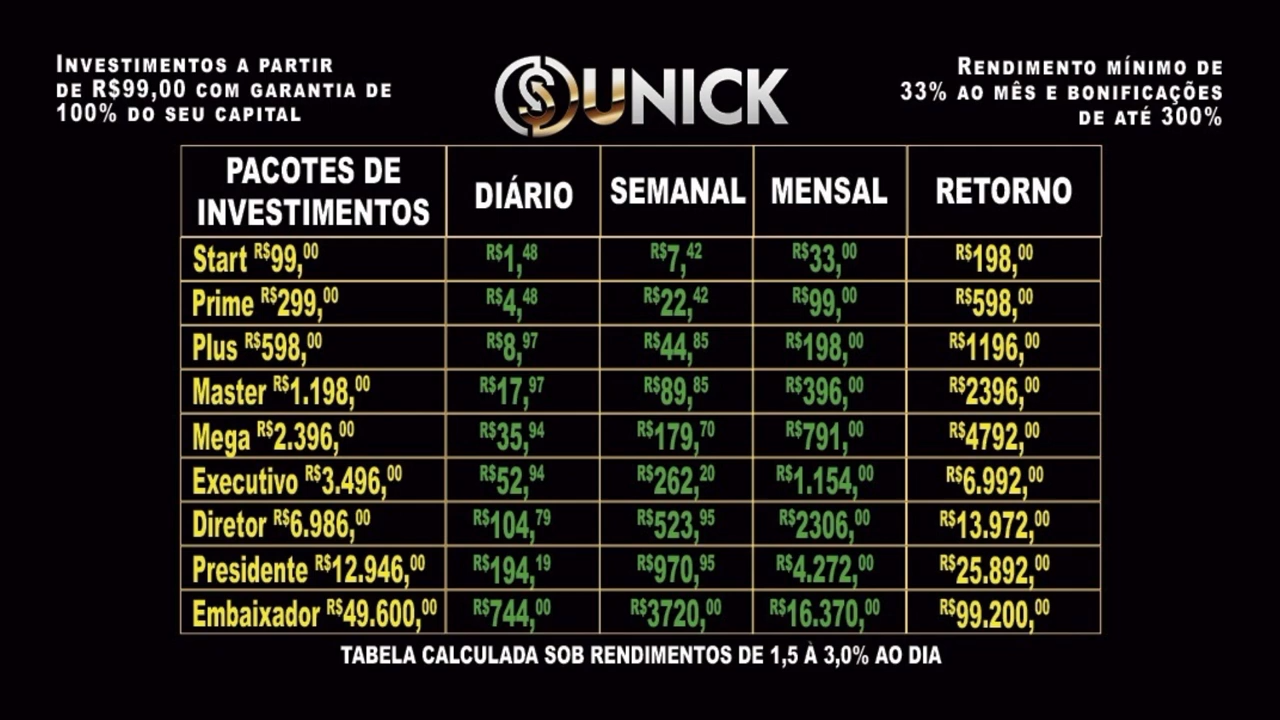 INVESTIMENTOS A PARTIR
DE R$99,00 COM GARANTIA DE
100% DO SEU CAPITAL
UNICK
RENDIMENTO MÍNIMO DE
33% AO MÊS E BONIFICAÇÕES
DE ATÉ 300%
PACOTES DE
INVESTIMENTOS
DIÁRIO
SEMANAL
MENSAL
RETORNO
Start R$99,00 R$1,48 R$7,42 R$33,00 R$198,00
Prime R$299,00 R$4,48 R$22,42 R$99,00 R$598,00
Plus R$598,00 R$8,97 R$44,85 R$198,00 R$1196,00
Master R$1.198,00 R$17,97 R$89,85 R$396,00 R$2396,00
Mega R$2.396,00 R$35,94 R$179,70 R$791,00 R$4792,00
Executivo R$3.496,00 R$52,94 R$262,20 R$1.154,00 R$6.992,00
Diretor R$6.986,00 R$104,79 R$523,95 R$2306,00 R$13.972,00
Presidente R$12.946,00 R$194,19 R$970,95 R$4.272,00 R$25.892,00
Embaixador R$49.600,00 R$744,00 R$3720,00 R$16.370,00 R$99.200,00
TABELA CALCULADA SOB RENDIMENTOS DE 1,5 À 3,0% AO DIA